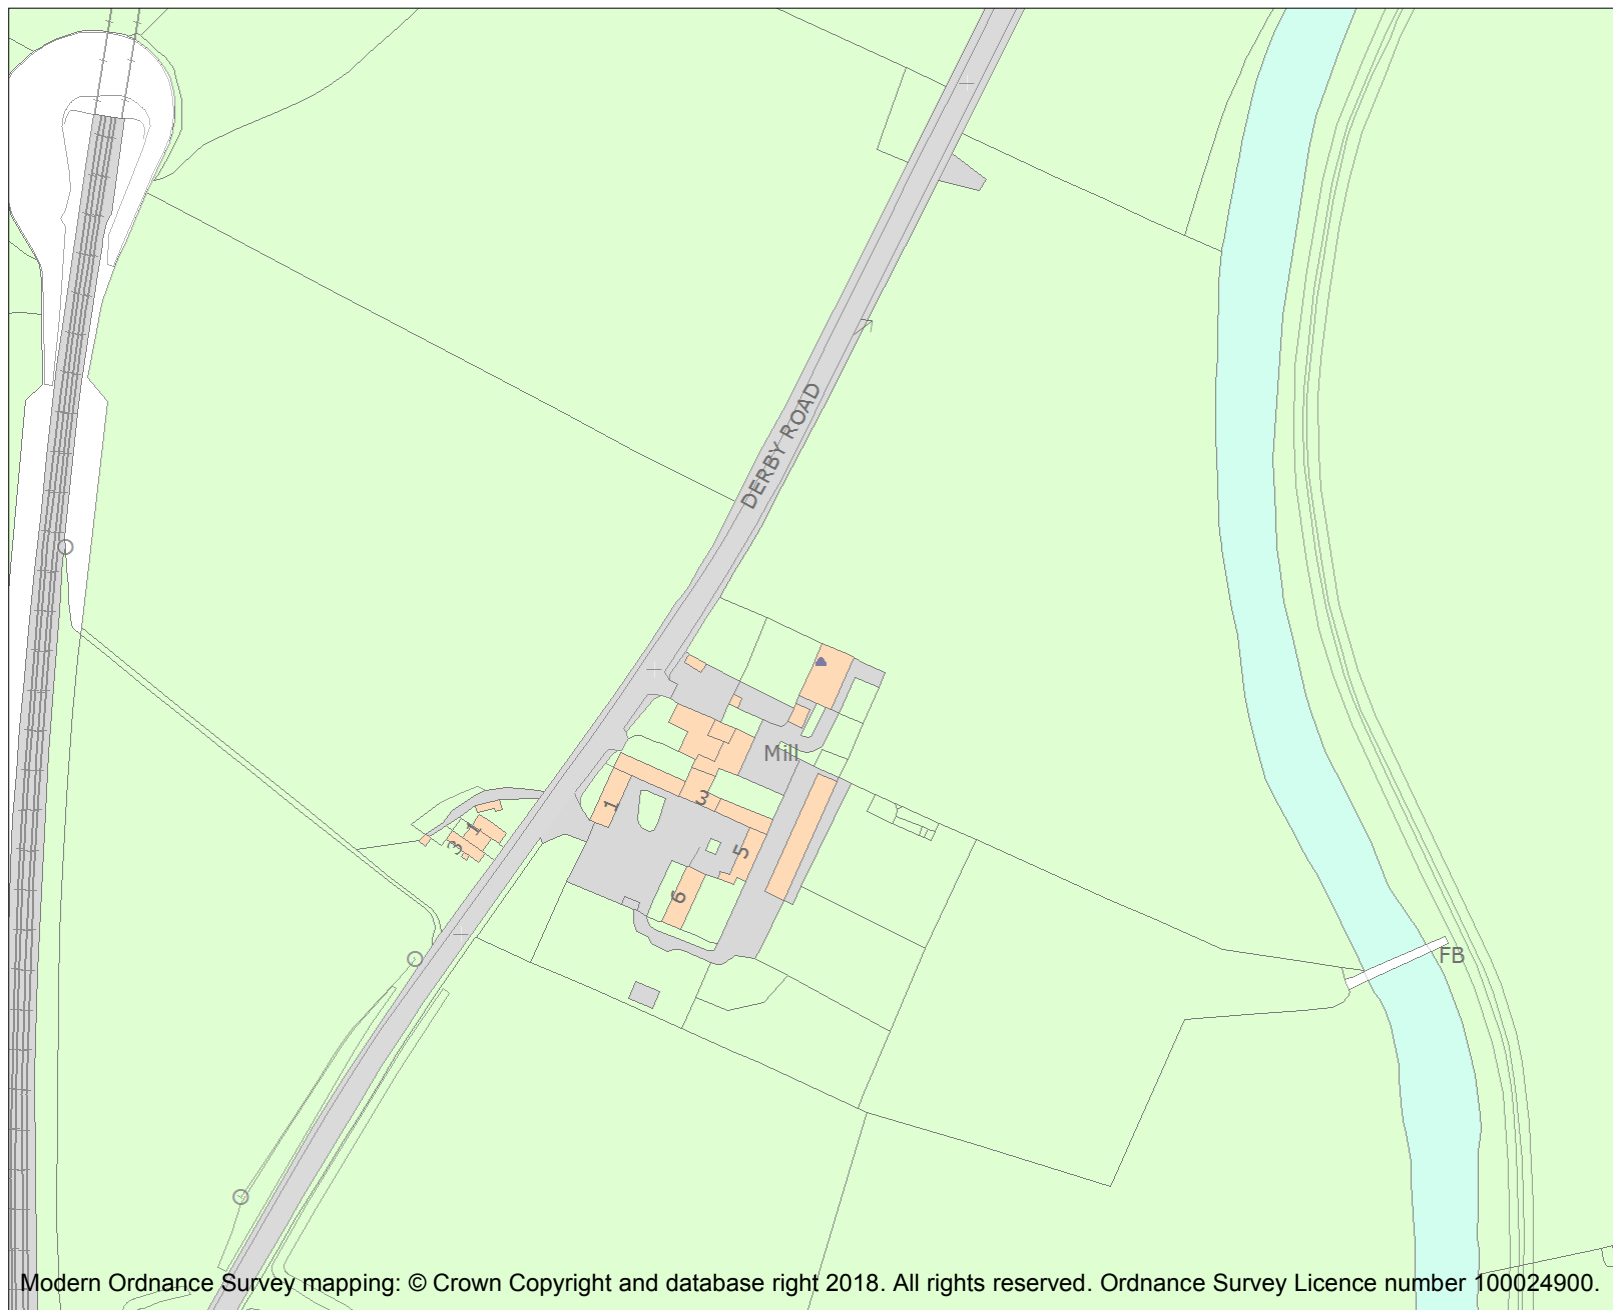 DERBY ROAD
Mill
1
3
1
3
5
6
FB
Modern Ordnance Survey mapping: © Crown Copyright and database right 2018. All rights reserved. Ordnance Survey Licence number 100024900.